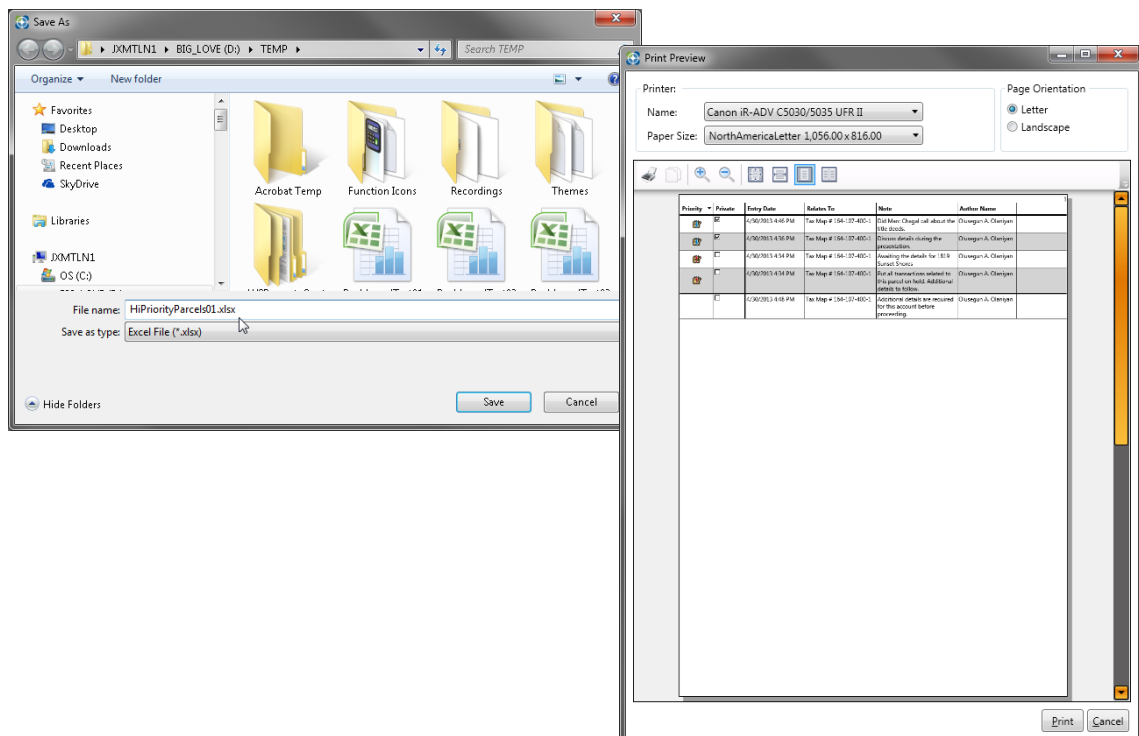 Save As
JXMTLN1 ▸ BIG_LOVE (D:) ▸ TEMP ▸
Search TEMP
Organize
New folder
Favorites
Desktop
Downloads
Recent Places
SkyDrive
Libraries
JXMTLN1
OS (C:)
Acrobat Temp
Function Icons
Recordings
Themes
File name: HiPriorityParcels01.xlsx
Save as type: Excel File (*.xlsx)
Hide Folders
Save
Cancel
Print Preview
Printer:
Name: Canon iR-ADV C5030/5035 UFR II
Paper Size: NorthAmericaLetter 1,056.00 x 816.00
Page Orientation
Letter
Landscape
1
Priority Private Entry Date Relates To Note Author Name
4/30/2013 4:46 PM Tax Map # 164-107-400-1 Did Marc Chagal call about the Olusegun A. Olaniyan
title deeds.
4/30/2013 4:36 PM Tax Map # 164-107-400-1 Discuss details during the Olusegun A. Olaniyan
presentation.
4/30/2013 4:34 PM Tax Map # 164-107-400-1 Awaiting the details for 1819 Olusegun A. Olaniyan
Sunset Shores
4/30/2013 4:34 PM Tax Map # 164-107-400-1 Put all transactions related to Olusegun A. Olaniyan
this parcel on hold. Additional
details to follow.
4/30/2013 4:48 PM Tax Map # 164-107-400-1 Additional details are required Olusegun A. Olaniyan
for this account before
proceeding.
Print
Cancel